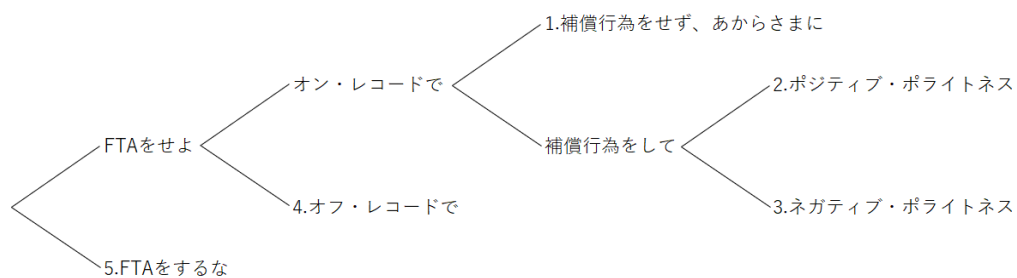 1.補償行為をせず、あからさまに
オン・レコードで
2.ポジティブ・ポライトネス
FTAをせよ
補償行為をして
4.オフ・レコードで
3.ネガティブ・ポライトネス
5.FTAをするな